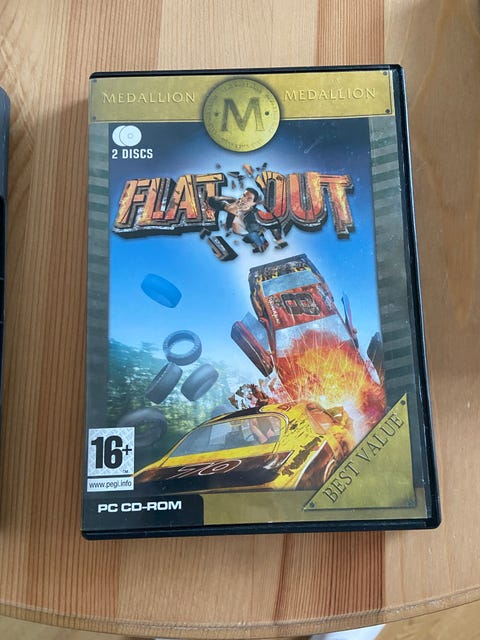 MEDALLION M MEDALLION
2 DISCS
FLAT OUT
16+
www.pegi.info
PC CD-ROM
BEST VALUE